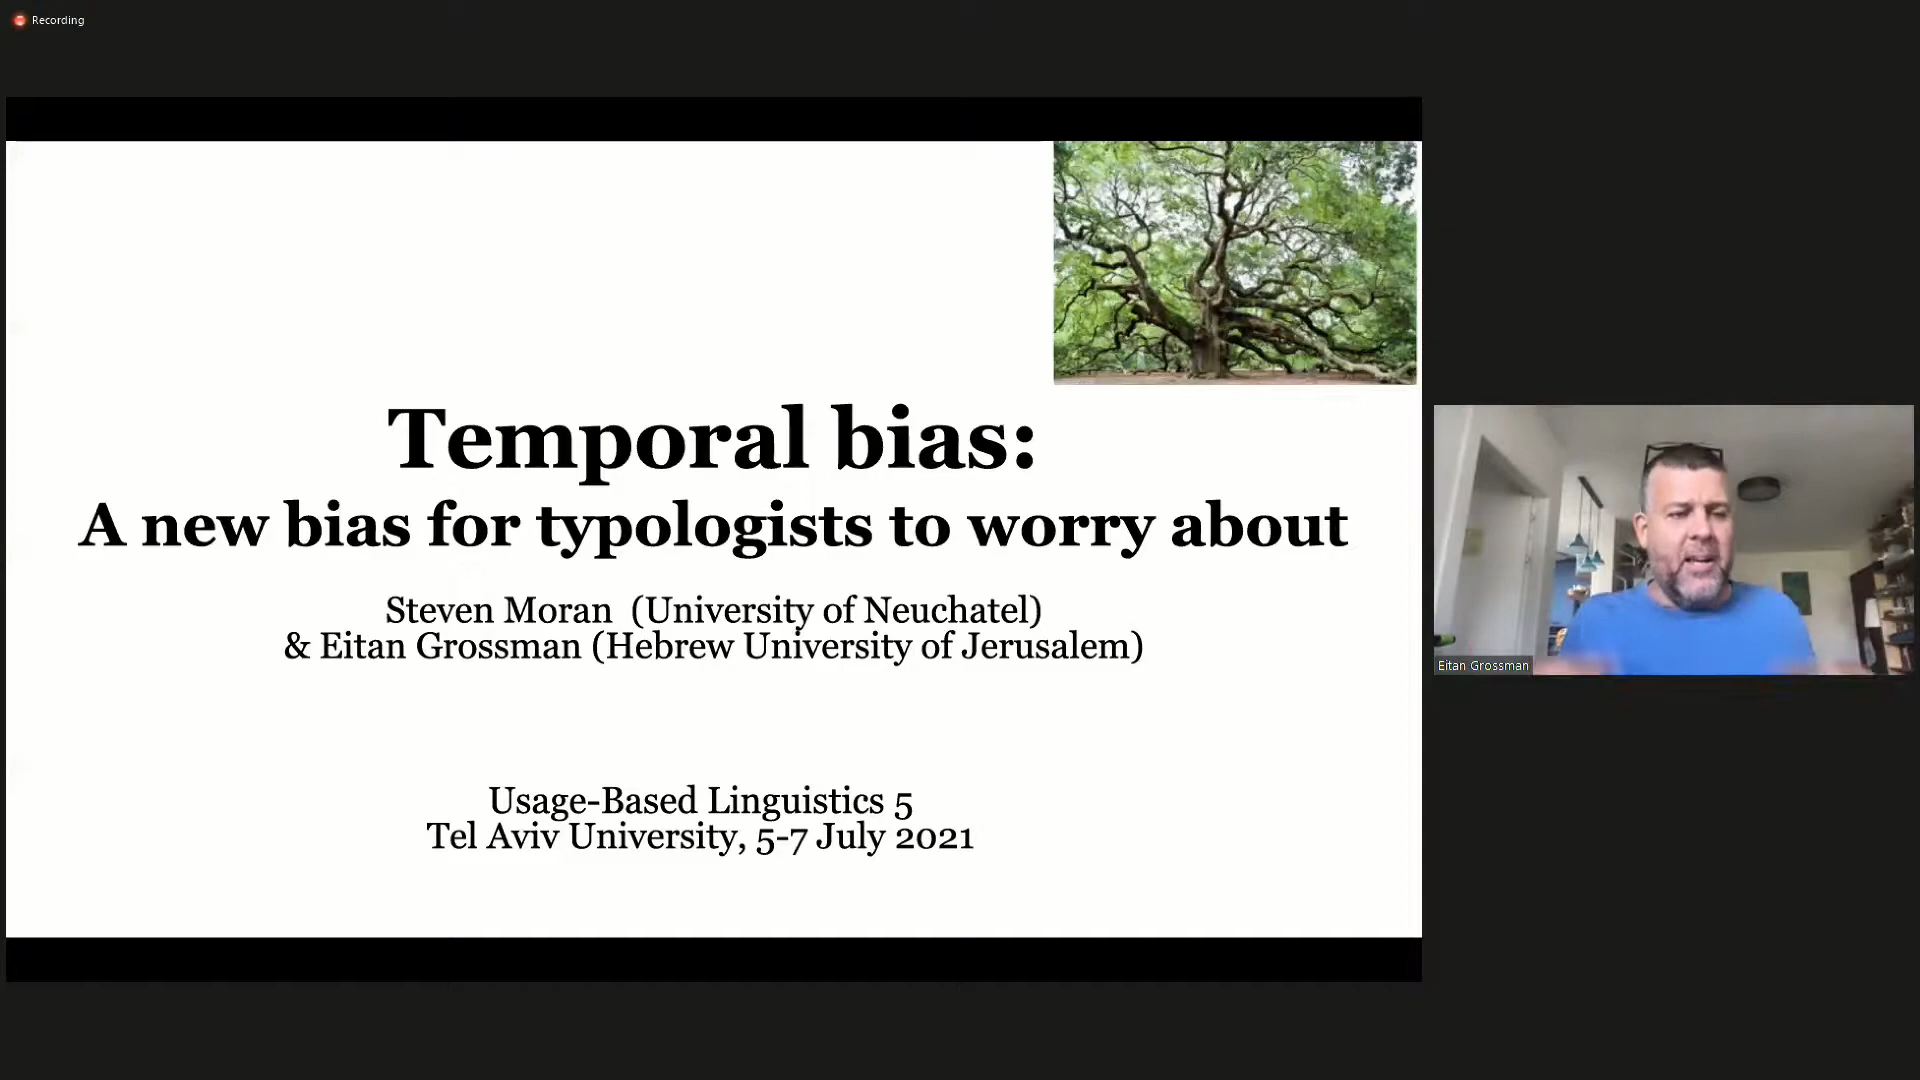 Recording
Temporal bias:
A new bias for typologists to worry about
Steven Moran (University of Neuchatel)
& Eitan Grossman (Hebrew University of Jerusalem)
Usage-Based Linguistics 5
Tel Aviv University, 5-7 July 2021
Eitan Grossman